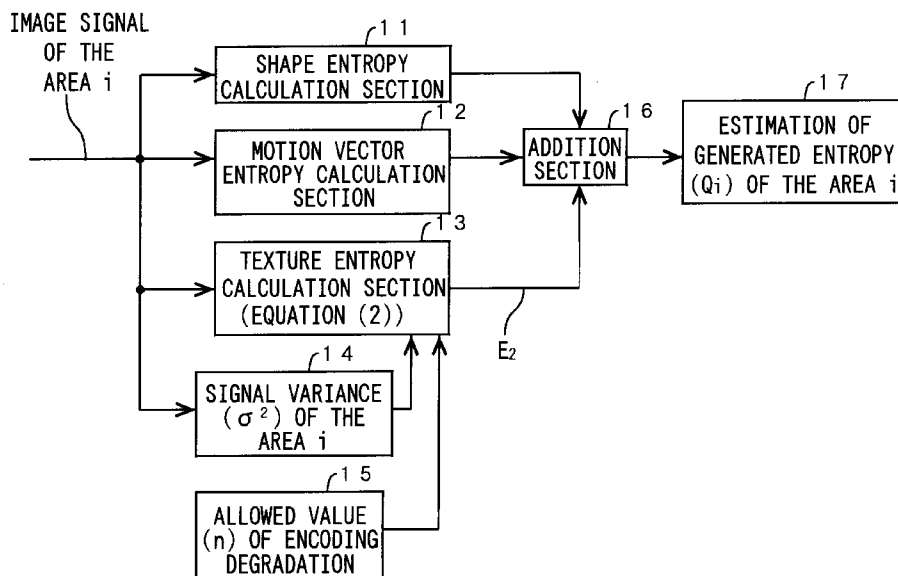 IMAGE SIGNAL
OF THE
AREA i
11
SHAPE ENTROPY
CALCULATION SECTION
12
MOTION VECTOR
ENTROPY CALCULATION
SECTION
13
TEXTURE ENTROPY
CALCULATION SECTION
(EQUATION (2))
14
SIGNAL VARIANCE
(σ²) OF THE
AREA i
15
ALLOWED VALUE
(n) OF ENCODING
DEGRADATION
16
ADDITION
SECTION
E₂
17
ESTIMATION OF
GENERATED ENTROPY
(Qi) OF THE AREA i